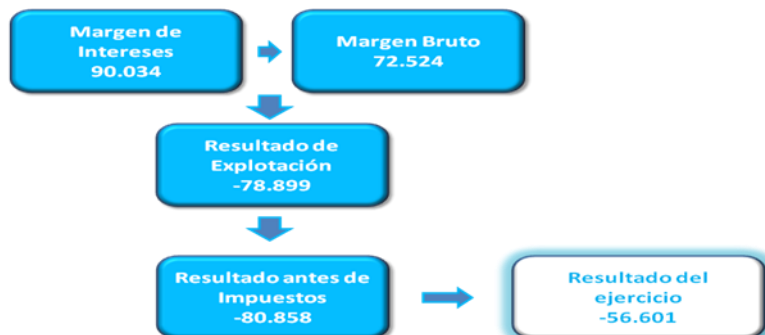 Margen de
Intereses
90.034
Margen Bruto
72.524
Resultado de
Explotación
-78.899
Resultado antes de
Impuestos
-80.858
Resultado del
ejercicio
-56.601